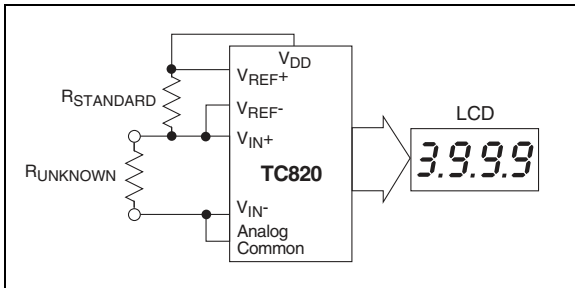 VDD
VREF+
RSTANDARD
VREF-
LCD
VIN+
3.9.9.9
TC820
RUNKNOWN
VIN-
Analog
Common